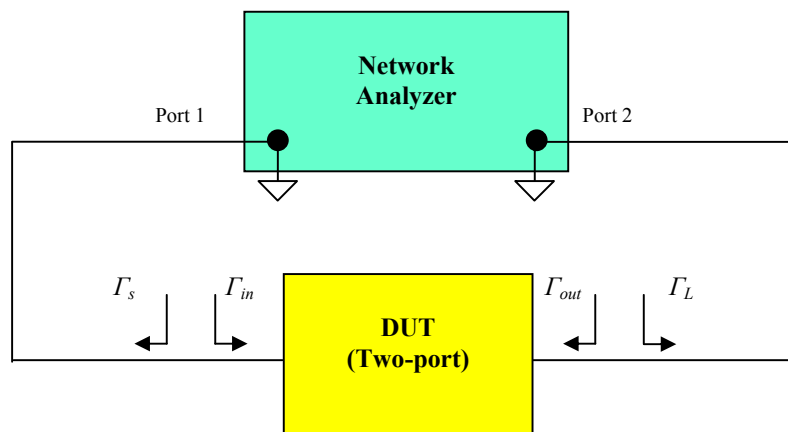 Network
Analyzer
Port 1
Port 2
Γs
Γin
Γout
ΓL
DUT
(Two-port)